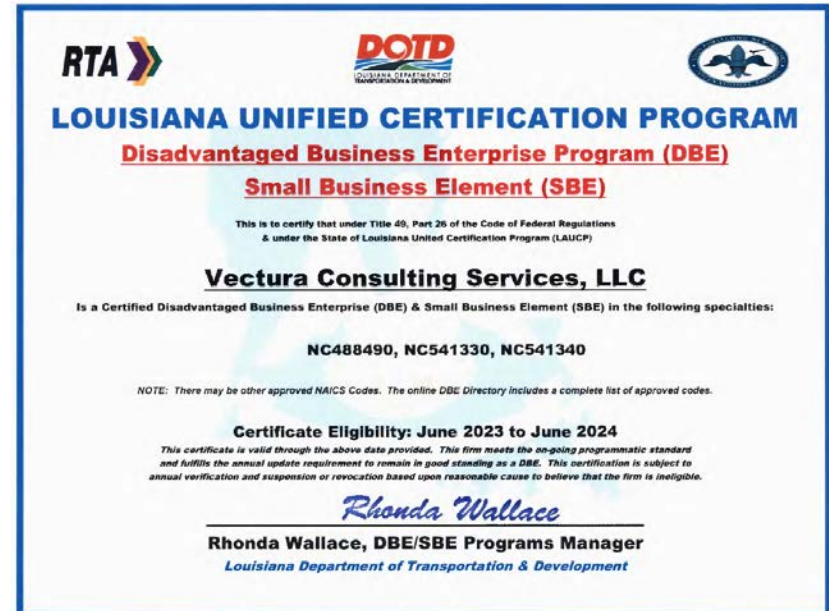 RTA
DOTD
LOUISIANA DEPARTMENT OF
TRANSPORTATION & DEVELOPMENT
LOUISIANA UNIFIED CERTIFICATION PROGRAM
Disadvantaged Business Enterprise Program (DBE)
Small Business Element (SBE)
This is to certify that under Title 49, Part 26 of the Code of Federal Regulations
& under the State of Louisiana United Certification Program (LAUCP)
Vectura Consulting Services, LLC
Is a Certified Disadvantaged Business Enterprise (DBE) & Small Business Element (SBE) in the following specialties:
NC488490, NC541330, NC541340
NOTE: There may be other approved NAICS Codes. The online DBE Directory includes a complete list of approved codes.
Certificate Eligibility: June 2023 to June 2024
This certificate is valid through the above date provided. This firm meets the on-going programmatic standard
and fulfills the annual update requirement to remain in good standing as a DBE. This certification is subject to
annual verification and suspension or revocation based upon reasonable cause to believe that the firm is ineligible.
Rhonda Wallace
Rhonda Wallace, DBE/SBE Programs Manager
Louisiana Department of Transportation & Development